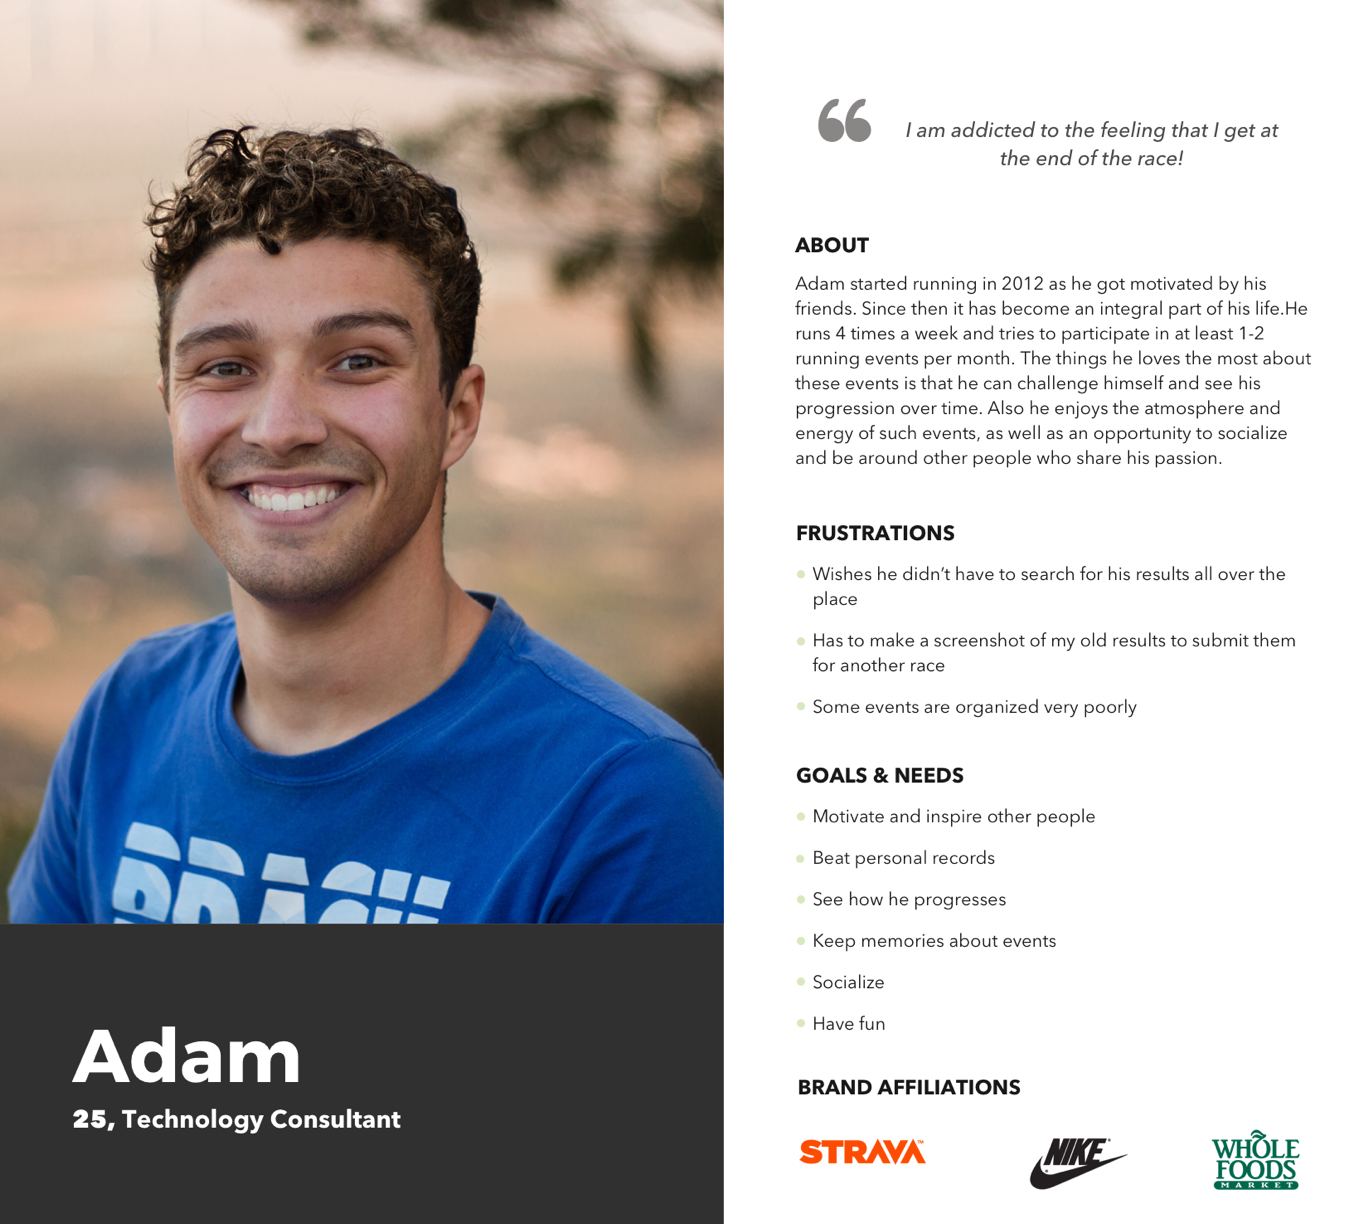 I am addicted to the feeling that I get at
the end of the race!
ABOUT
Adam started running in 2012 as he got motivated by his
friends. Since then it has become an integral part of his life.He
runs 4 times a week and tries to participate in at least 1-2
running events per month. The things he loves the most about
these events is that he can challenge himself and see his
progression over time. Also he enjoys the atmosphere and
energy of such events, as well as an opportunity to socialize
and be around other people who share his passion.
FRUSTRATIONS
Wishes he didn’t have to search for his results all over the
place
Has to make a screenshot of my old results to submit them
for another race
Some events are organized very poorly
GOALS & NEEDS
Motivate and inspire other people
Beat personal records
See how he progresses
Keep memories about events
Socialize
Have fun
BRAND AFFILIATIONS
STRAVA™
NIKE
WHOLE
FOODS
MARKET
Adam
25, Technology Consultant